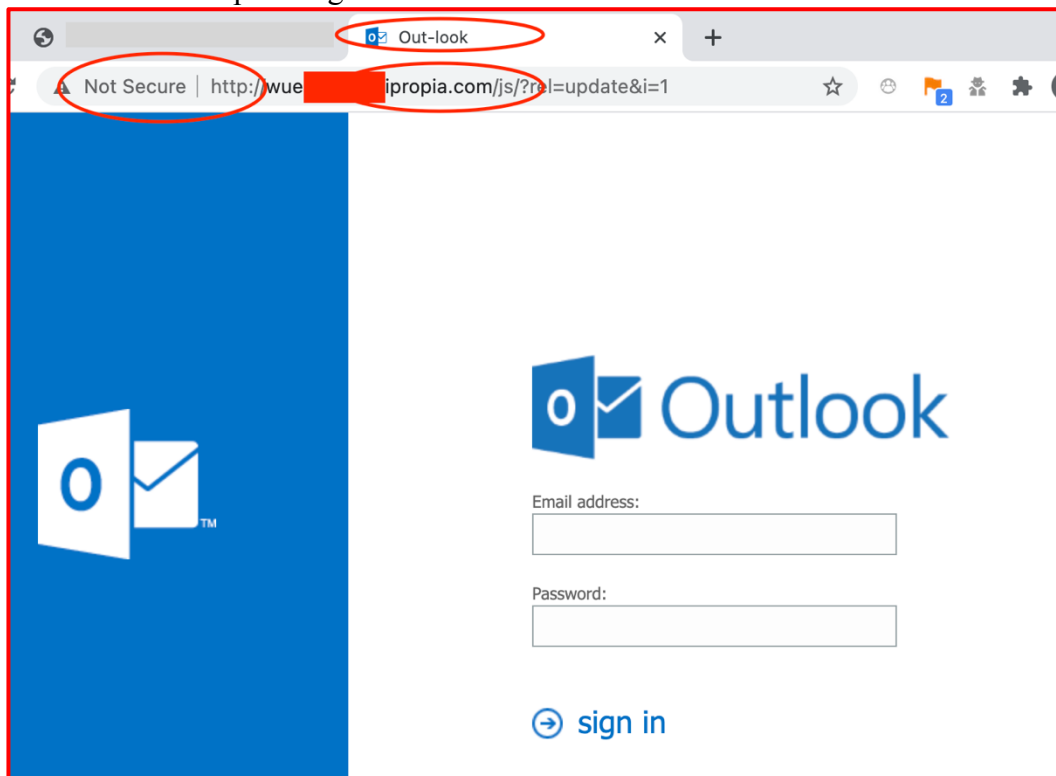 Out-look × +
Not Secure | http://wue ipropia.com/js/?rel=update&i=1
2
o Outlook
O TM
Email address:
Password:
sign in